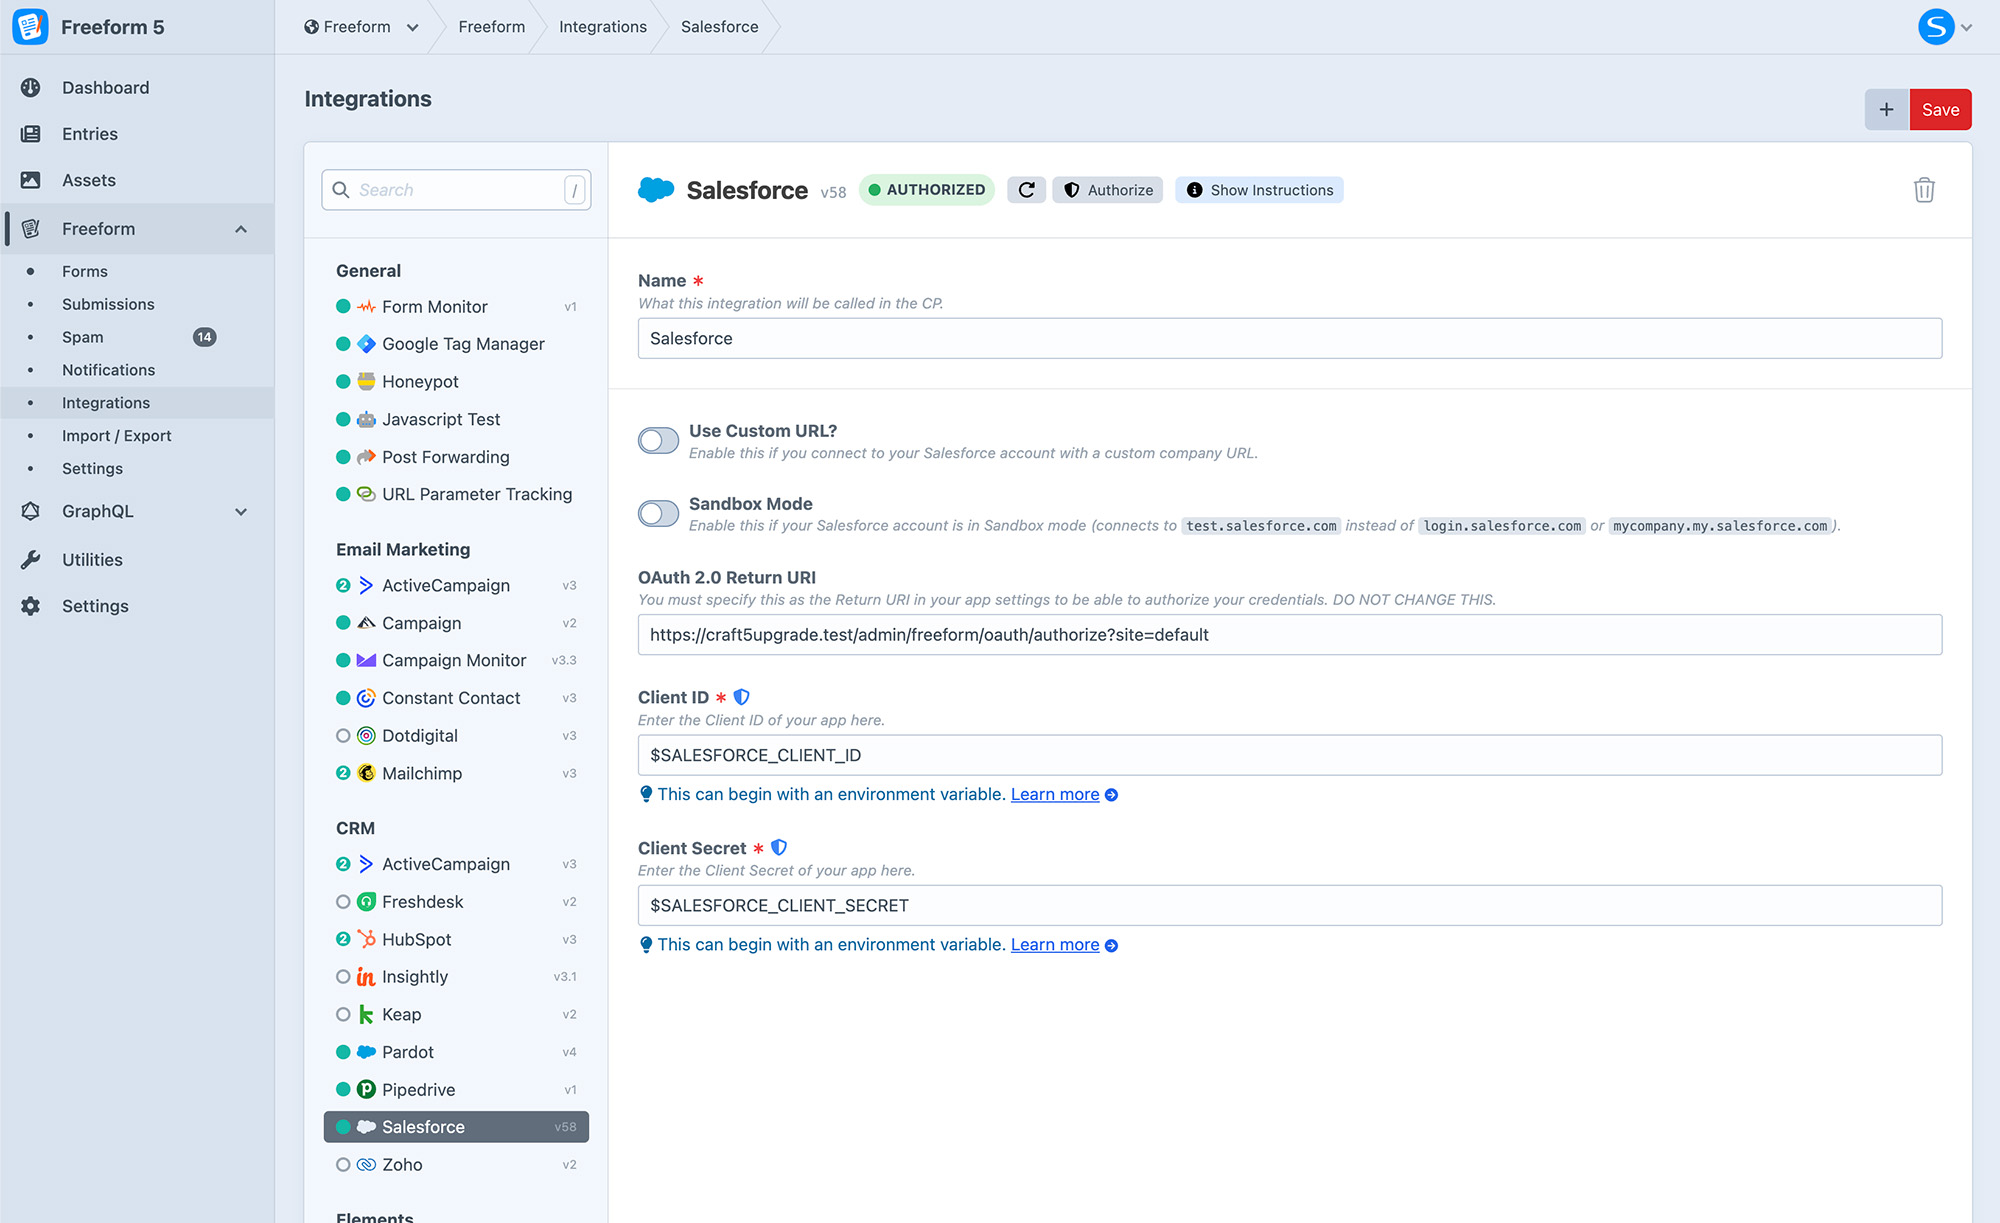 Freeform 5
Freeform
Freeform
Integrations
Salesforce
S
Dashboard
Entries
Assets
Freeform
Forms
Submissions
Spam
14
Notifications
Integrations
Import / Export
Settings
GraphQL
Utilities
Settings
Integrations
+
Save
Search
/
General
Form Monitor
v1
Google Tag Manager
Honeypot
Javascript Test
Post Forwarding
URL Parameter Tracking
Email Marketing
2 ActiveCampaign v3
Campaign v2
Campaign Monitor v3.3
Constant Contact v3
Dotdigital v3
2 Mailchimp v3
CRM
2 ActiveCampaign v3
Freshdesk v2
2 HubSpot v3
in Insightly v3.1
Keap v2
Pardot v4
Pipedrive v1
Salesforce v58
Zoho v2
Elements
Salesforce v58
AUTHORIZED
Authorize
Show Instructions
Name *
What this integration will be called in the CP.
Salesforce
Use Custom URL?
Enable this if you connect to your Salesforce account with a custom company URL.
Sandbox Mode
Enable this if your Salesforce account is in Sandbox mode (connects to test.salesforce.com instead of login.salesforce.com or mycompany.my.salesforce.com).
OAuth 2.0 Return URI
You must specify this as the Return URI in your app settings to be able to authorize your credentials. DO NOT CHANGE THIS.
https://craft5upgrade.test/admin/freeform/oauth/authorize?site=default
Client ID *
Enter the Client ID of your app here.
$SALESFORCE_CLIENT_ID
This can begin with an environment variable. Learn more
Client Secret *
Enter the Client Secret of your app here.
$SALESFORCE_CLIENT_SECRET
This can begin with an environment variable. Learn more